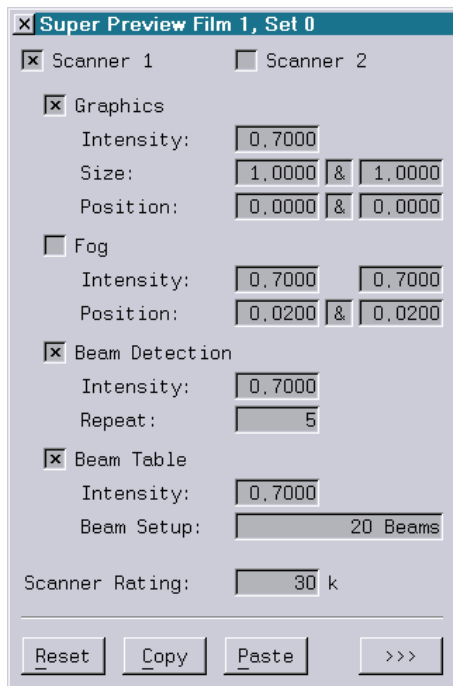 Super Preview Film 1, Set 0
Scanner 1 Scanner 2
Graphics
Intensity: 0.7000
Size: 1.0000 & 1.0000
Position: 0.0000 & 0.0000
Fog
Intensity: 0.7000 0.7000
Position: 0.0200 & 0.0200
Beam Detection
Intensity: 0.7000
Repeat: 5
Beam Table
Intensity: 0.7000
Beam Setup: 20 Beams
Scanner Rating: 30 k
Reset Copy Paste >>>